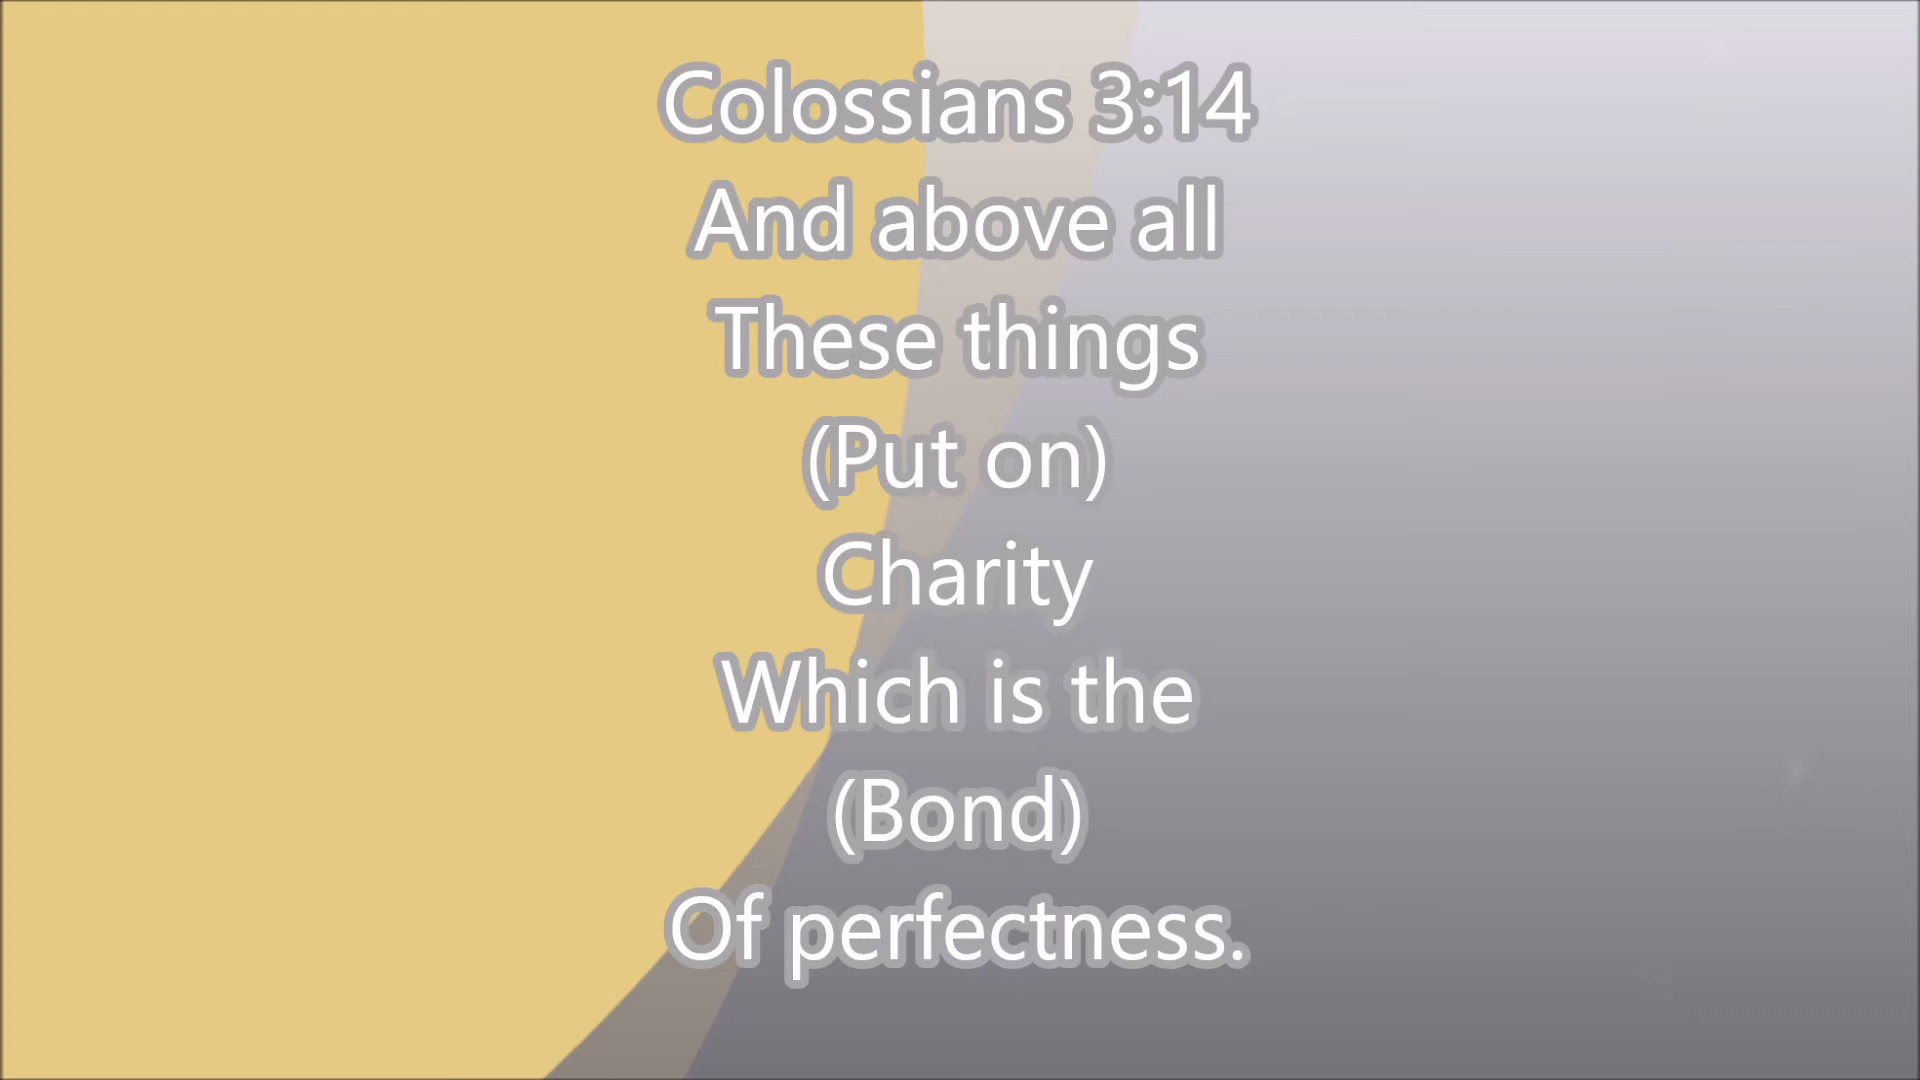 Colossians 3:14
And above all
These things
(Put on)
Charity
Which is the
(Bond)
Of perfectness.